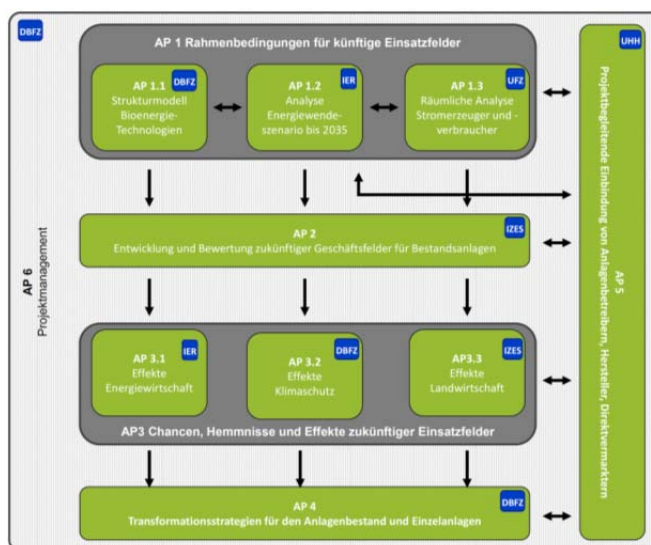 DBFZ
AP 6
Projektmanagement
AP 1 Rahmenbedingungen für künftige Einsatzfelder
DBFZ
AP 1.1
Strukturmodell
Bioenergie-
Technologien
IER
AP 1.2
Analyse
Energiewende-
szenario bis 2035
UFZ
AP 1.3
Räumliche Analyse
Stromerzeuger und -
verbraucher
IZES
AP 2
Entwicklung und Bewertung zukünftiger Geschäftsfelder für Bestandsanlagen
IER
AP 3.1
Effekte
Energiewirtschaft
DBFZ
AP 3.2
Effekte
Klimaschutz
IZES
AP3.3
Effekte
Landwirtschaft
AP3 Chancen, Hemmnisse und Effekte zukünftiger Einsatzfelder
DBFZ
AP 4
Transformationsstrategien für den Anlagenbestand und Einzelanlagen
UHH
AP 5
Projektbegleitende Einbindung von Anlagenbetreibern, Hersteller, Direktvermarktern